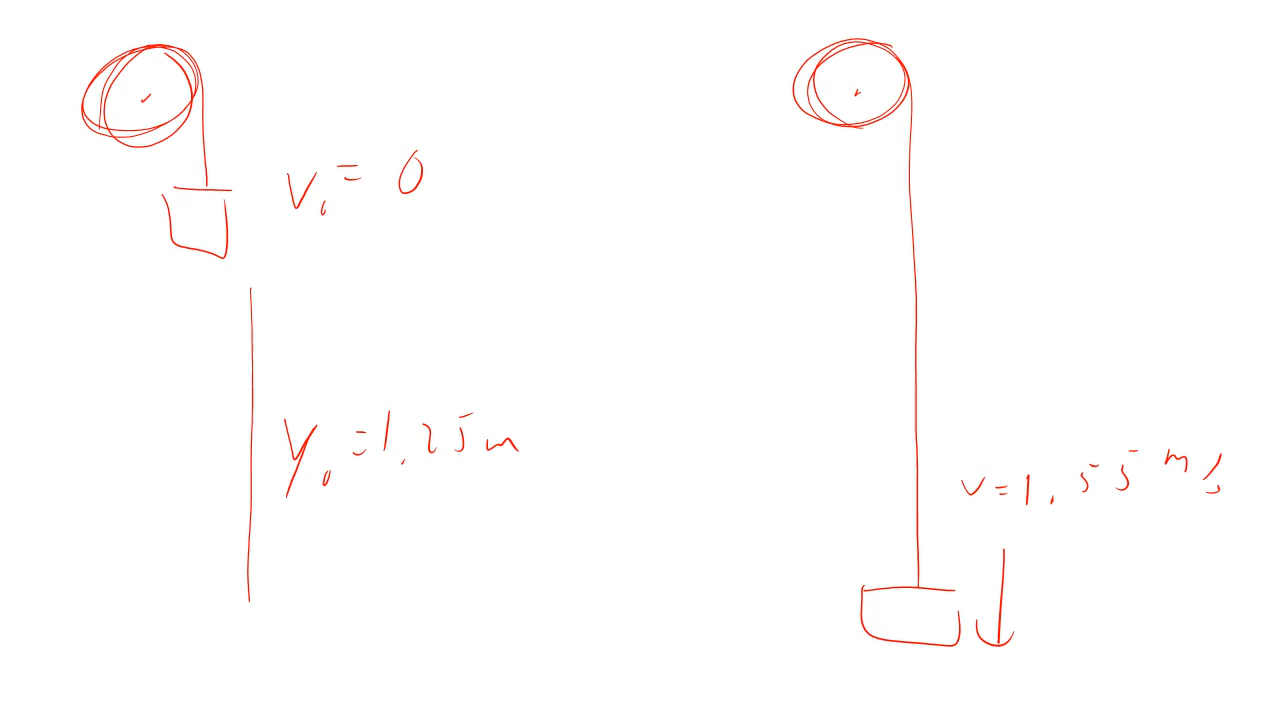 v₀ = 0
y₀ = 1.25 m
v = 1.55 m/s